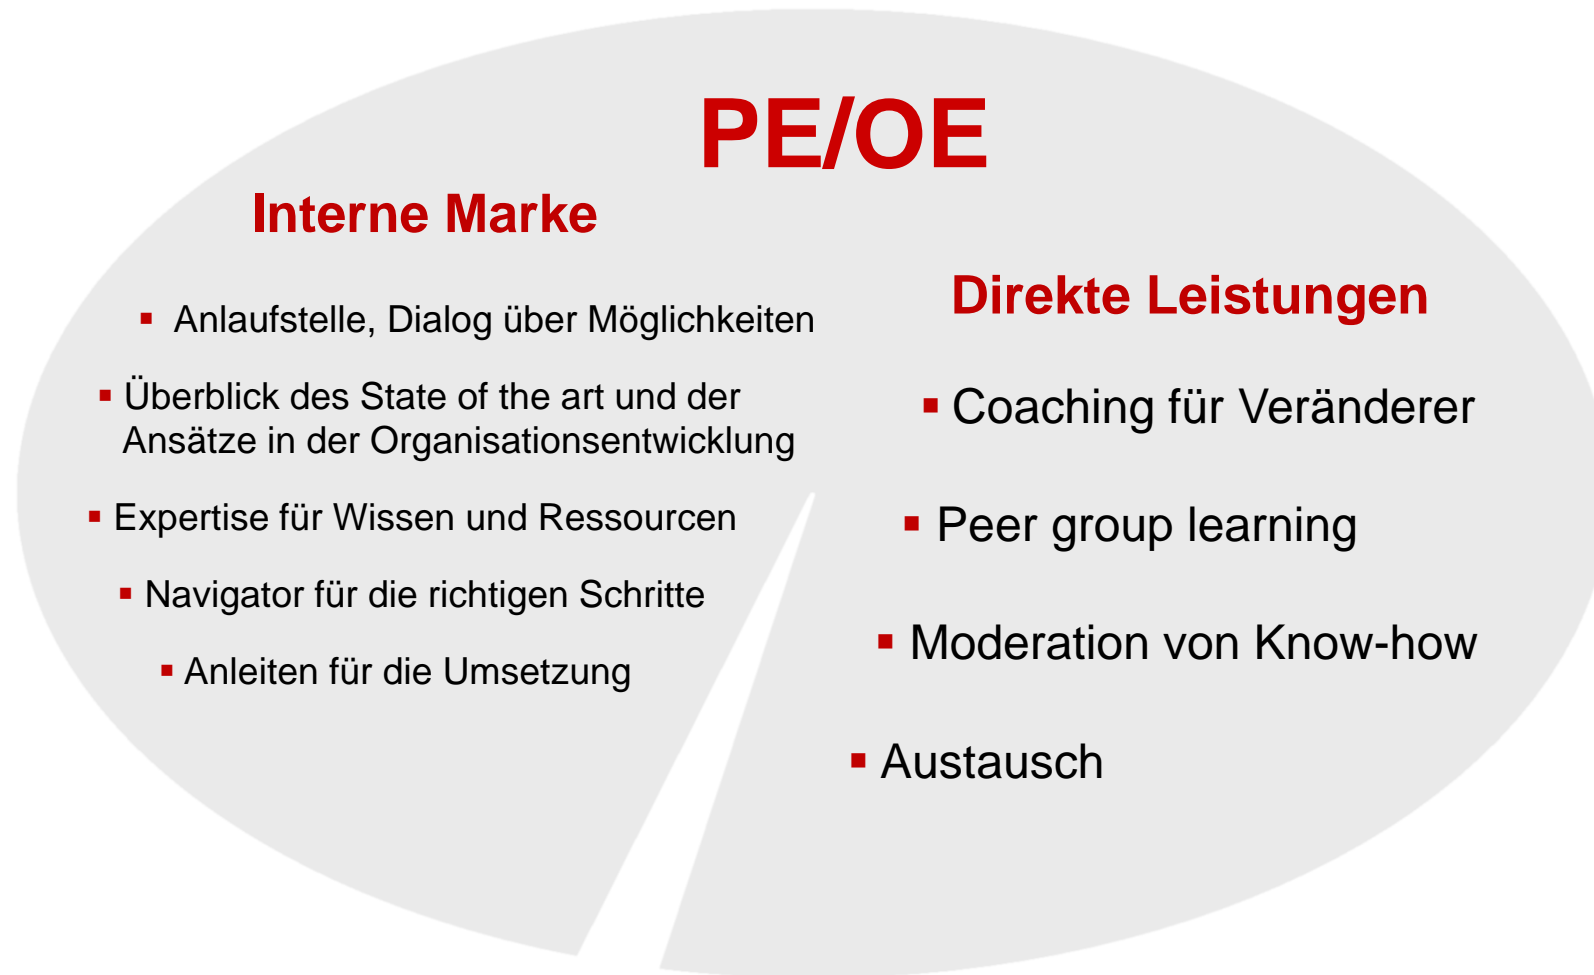 PE/OE
Interne Marke
▪ Anlaufstelle, Dialog über Möglichkeiten
▪ Überblick des State of the art und der
Ansätze in der Organisationsentwicklung
▪ Expertise für Wissen und Ressourcen
▪ Navigator für die richtigen Schritte
▪ Anleiten für die Umsetzung
Direkte Leistungen
▪ Coaching für Veränderer
▪ Peer group learning
▪ Moderation von Know-how
▪ Austausch